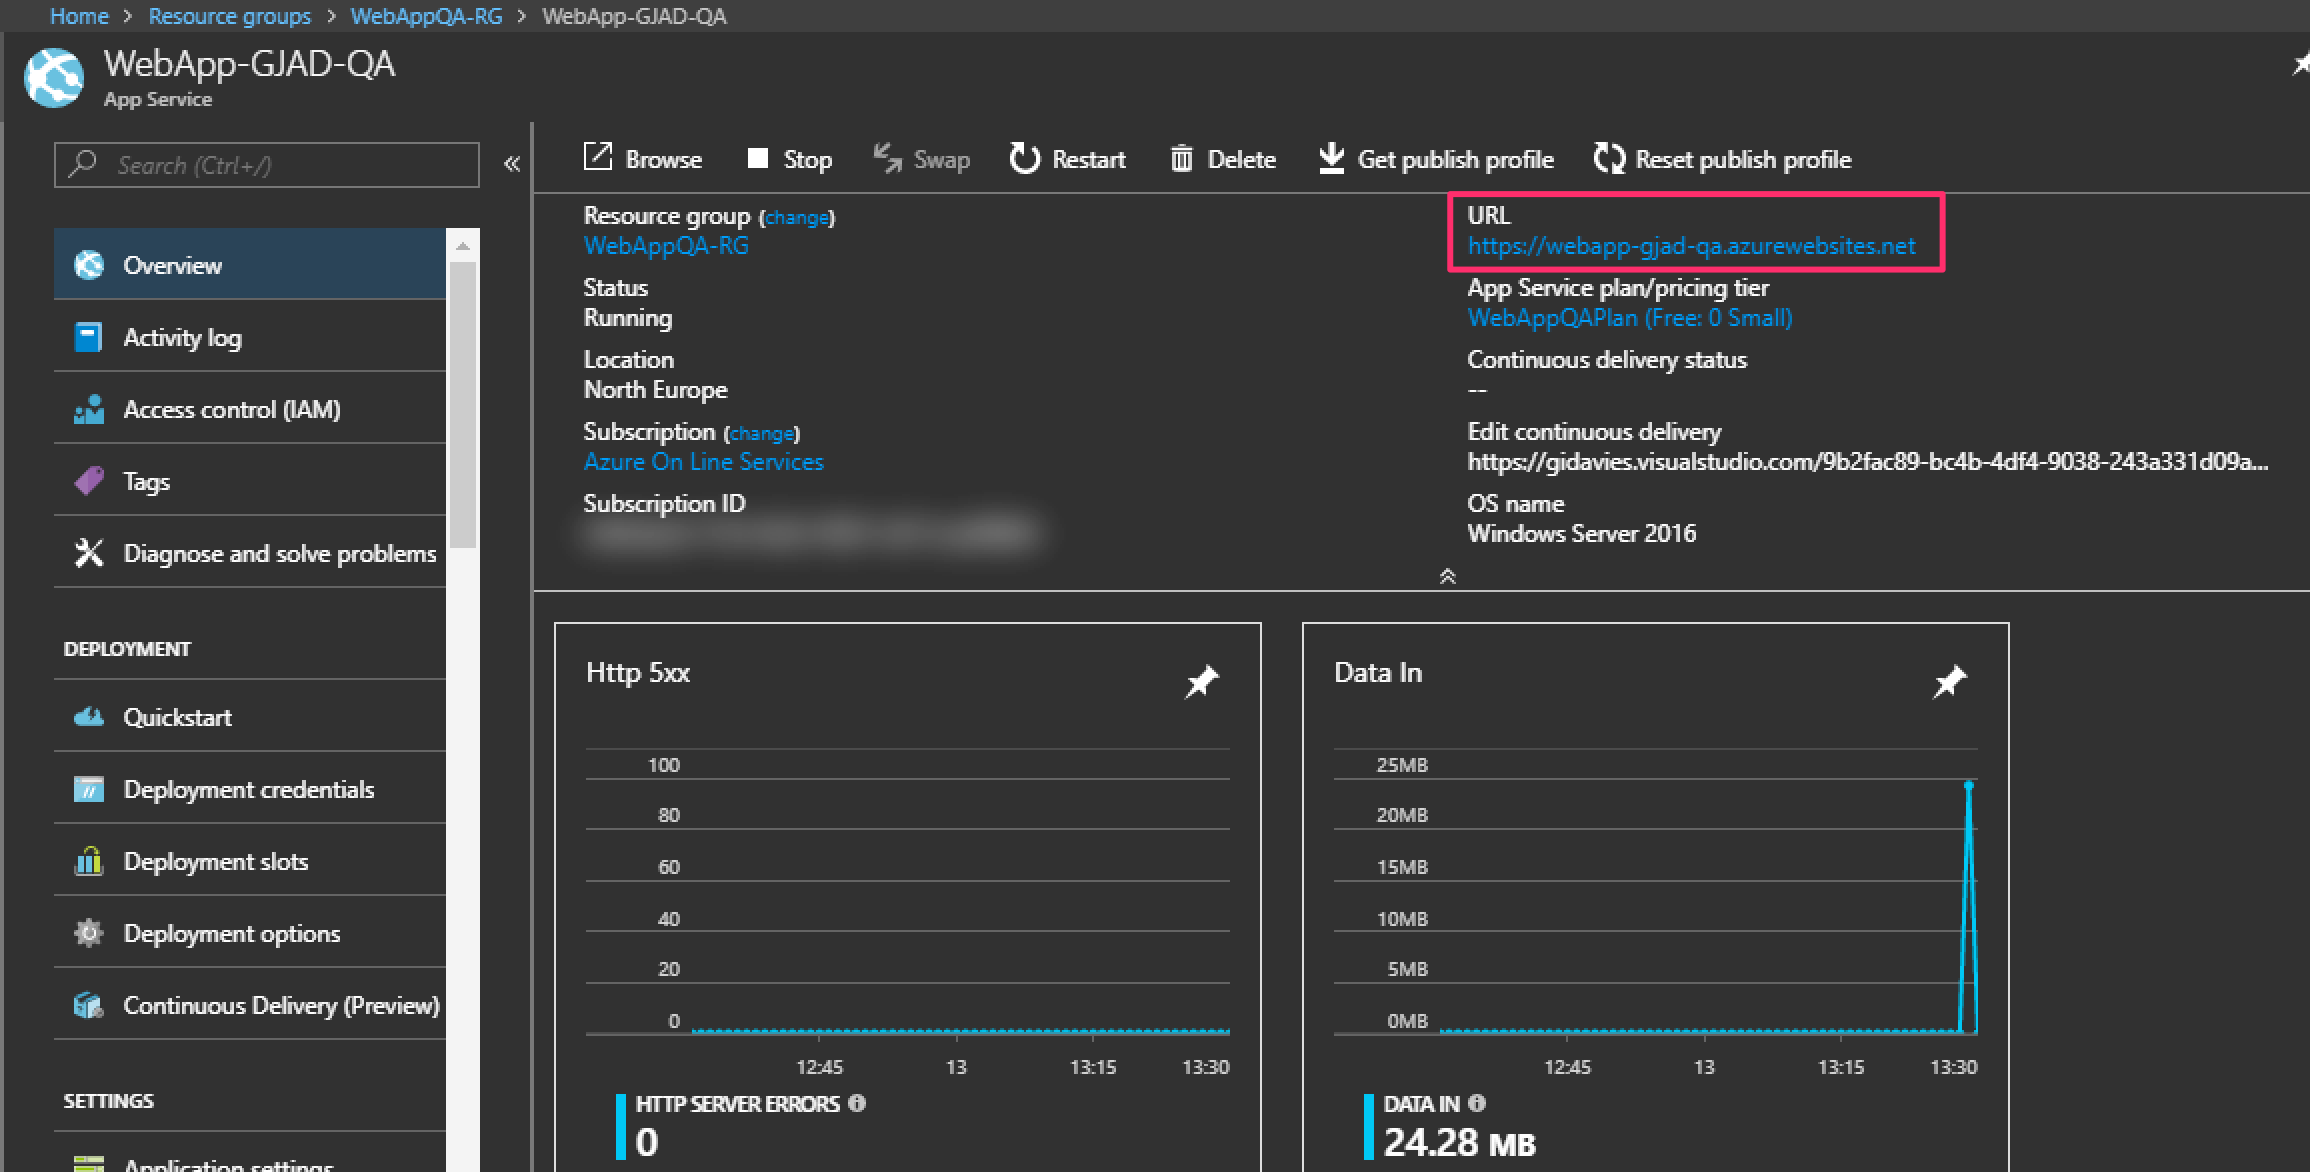 Home > Resource groups > WebAppQA-RG > WebApp-GJAD-QA
WebApp-GJAD-QA
App Service
Search (Ctrl+/)
Overview
Activity log
Access control (IAM)
Tags
Diagnose and solve problems
DEPLOYMENT
Quickstart
Deployment credentials
Deployment slots
Deployment options
Continuous Delivery (Preview)
SETTINGS
Application settings
Browse Stop Swap Restart Delete Get publish profile Reset publish profile
Resource group (change)
WebAppQA-RG
Status
Running
Location
North Europe
Subscription (change)
Azure On Line Services
Subscription ID
URL
https://webapp-gjad-qa.azurewebsites.net
App Service plan/pricing tier
WebAppQAPlan (Free: 0 Small)
Continuous delivery status
--
Edit continuous delivery
https://gidavies.visualstudio.com/9b2fac89-bc4b-4df4-9038-243a331d09a...
OS name
Windows Server 2016
Http 5xx
100
80
60
40
20
0
12:45 13 13:15 13:30
HTTP SERVER ERRORS
0
Data In
25MB
20MB
15MB
10MB
5MB
0MB
12:45 13 13:15 13:30
DATA IN
24.28 MB